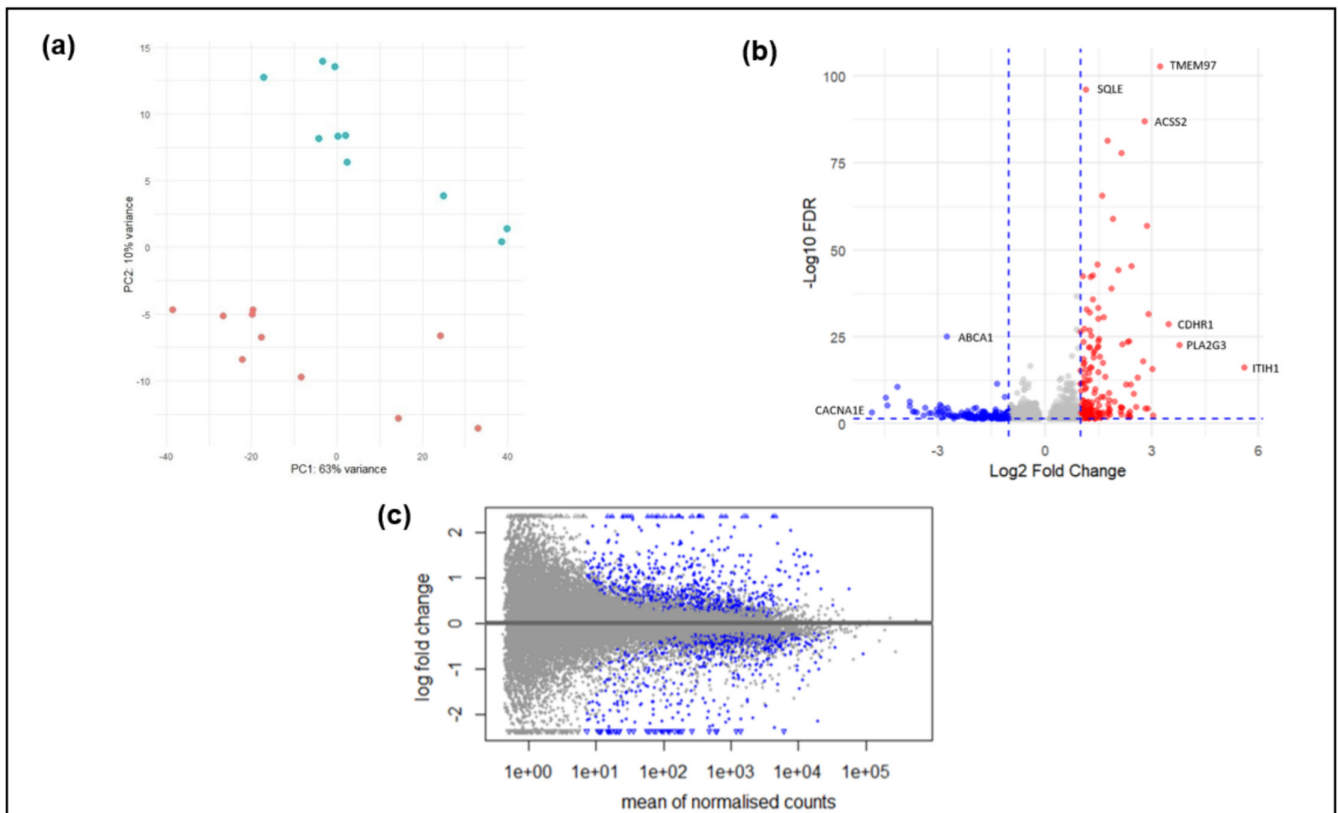 (a)
15
10
5
0
-5
-10
PC2: 10% variance
-40
-20
0
20
40
PC1: 63% variance
(b)
100
75
50
25
0
-Log10 FDR
TMEM97
SQLE
ACSS2
CDHR1
PLA2G3
ITIH1
ABCA1
CACNA1E
-3
0
3
6
Log2 Fold Change
(c)
2
1
0
-1
-2
log fold change
1e+00
1e+01
1e+02
1e+03
1e+04
1e+05
mean of normalised counts